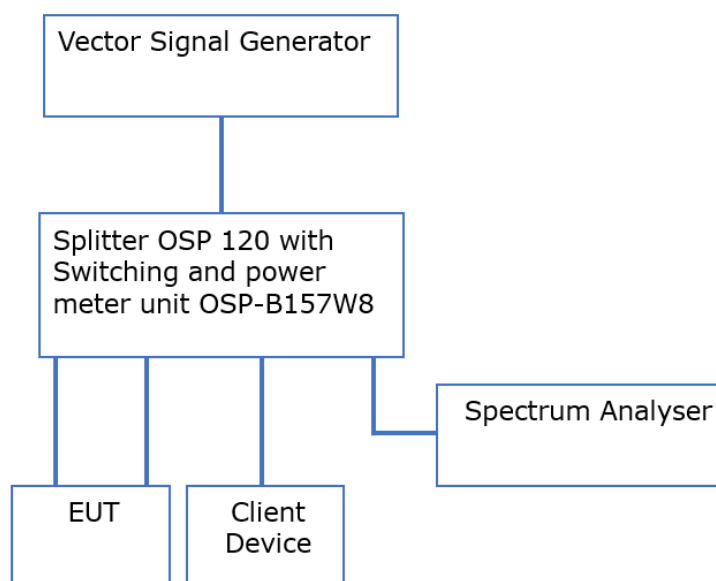 Vector Signal Generator
Splitter OSP 120 with
Switching and power
meter unit OSP-B157W8
Spectrum Analyser
EUT
Client
Device